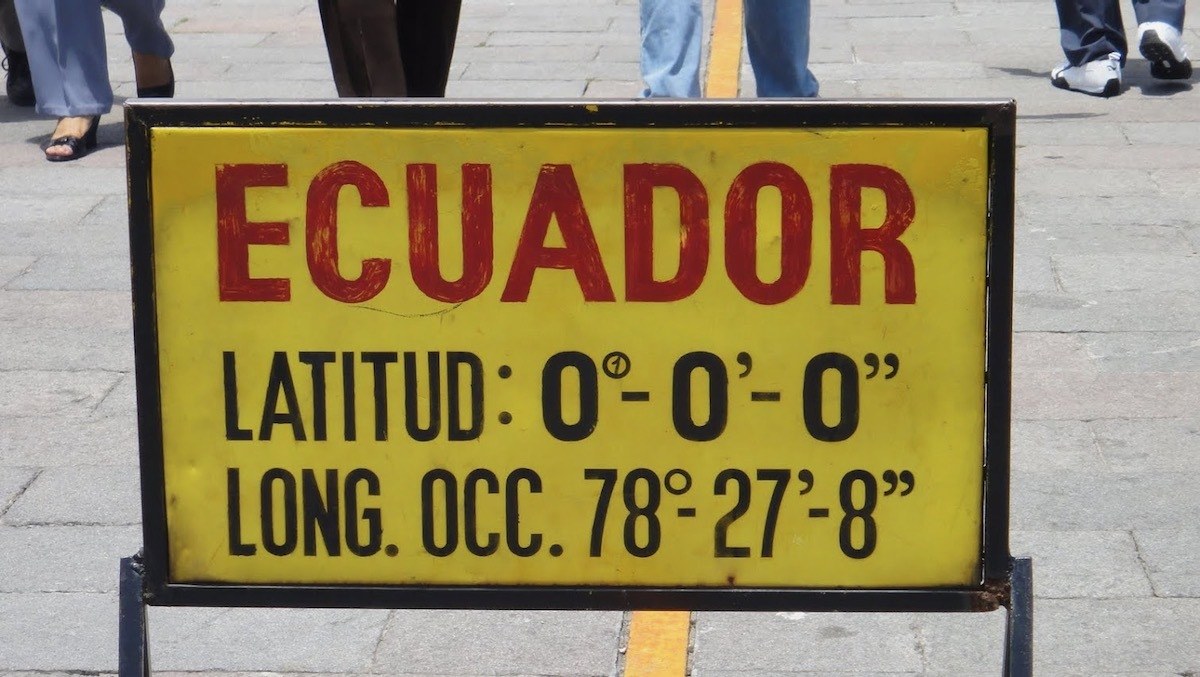 ECUADOR
LATITUD: 0°-0’-0”
LONG. OCC. 78°-27’-8”